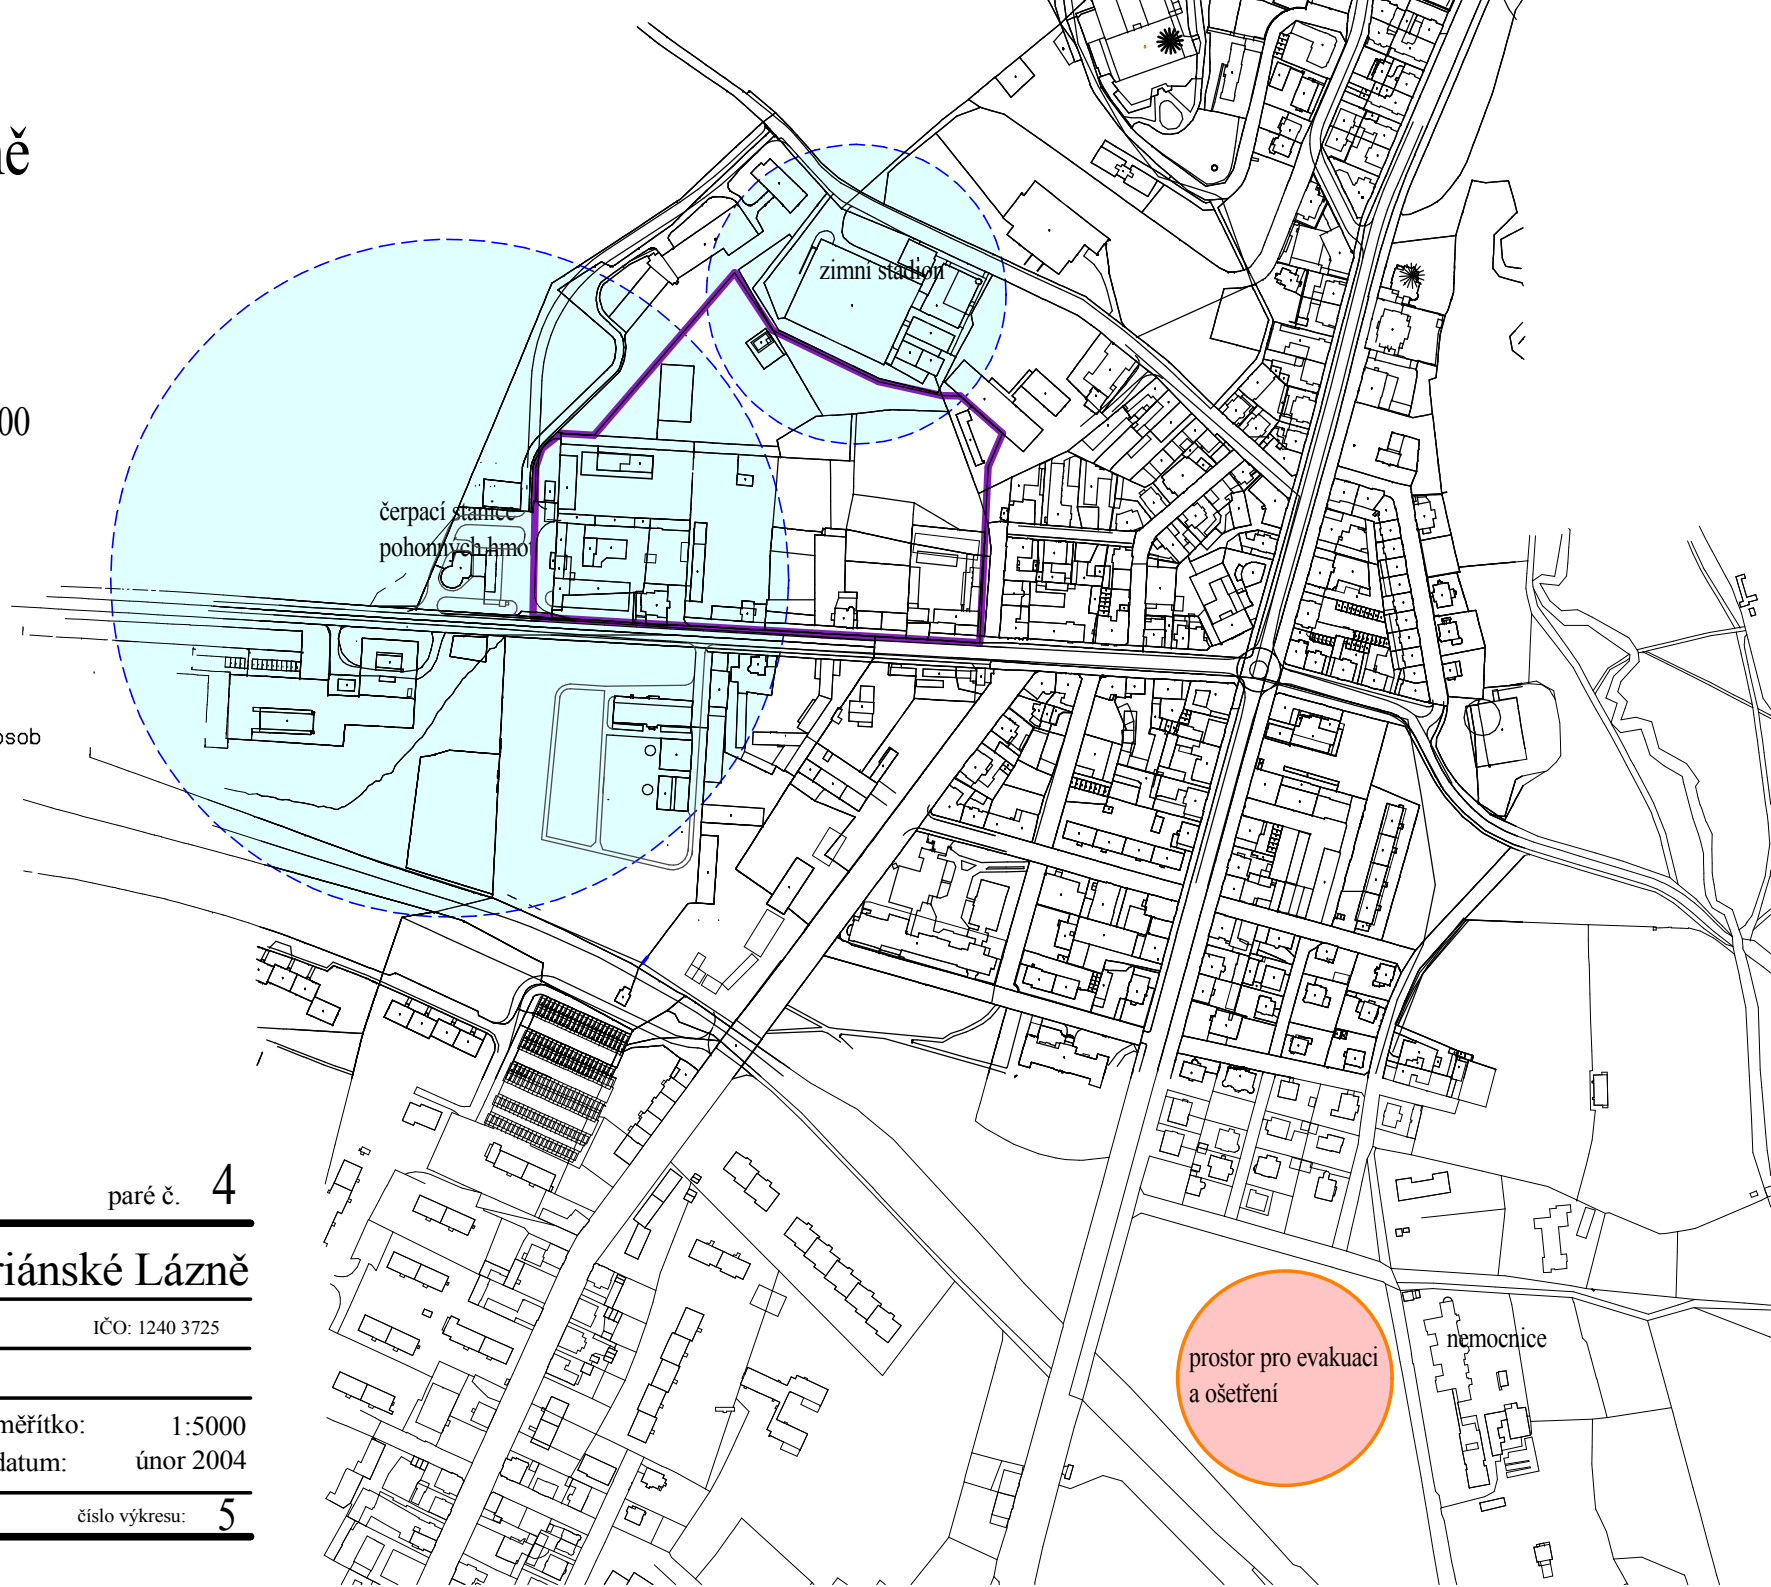 ně
00
osob
zimní stadion
čerpací stanice
pohonných hmot
paré č. 4
riánské Lázně
IČO: 1240 3725
měřítko: 1:5000
datum: únor 2004
číslo výkresu: 5
prostor pro evakuaci
a ošetření
nemocnice